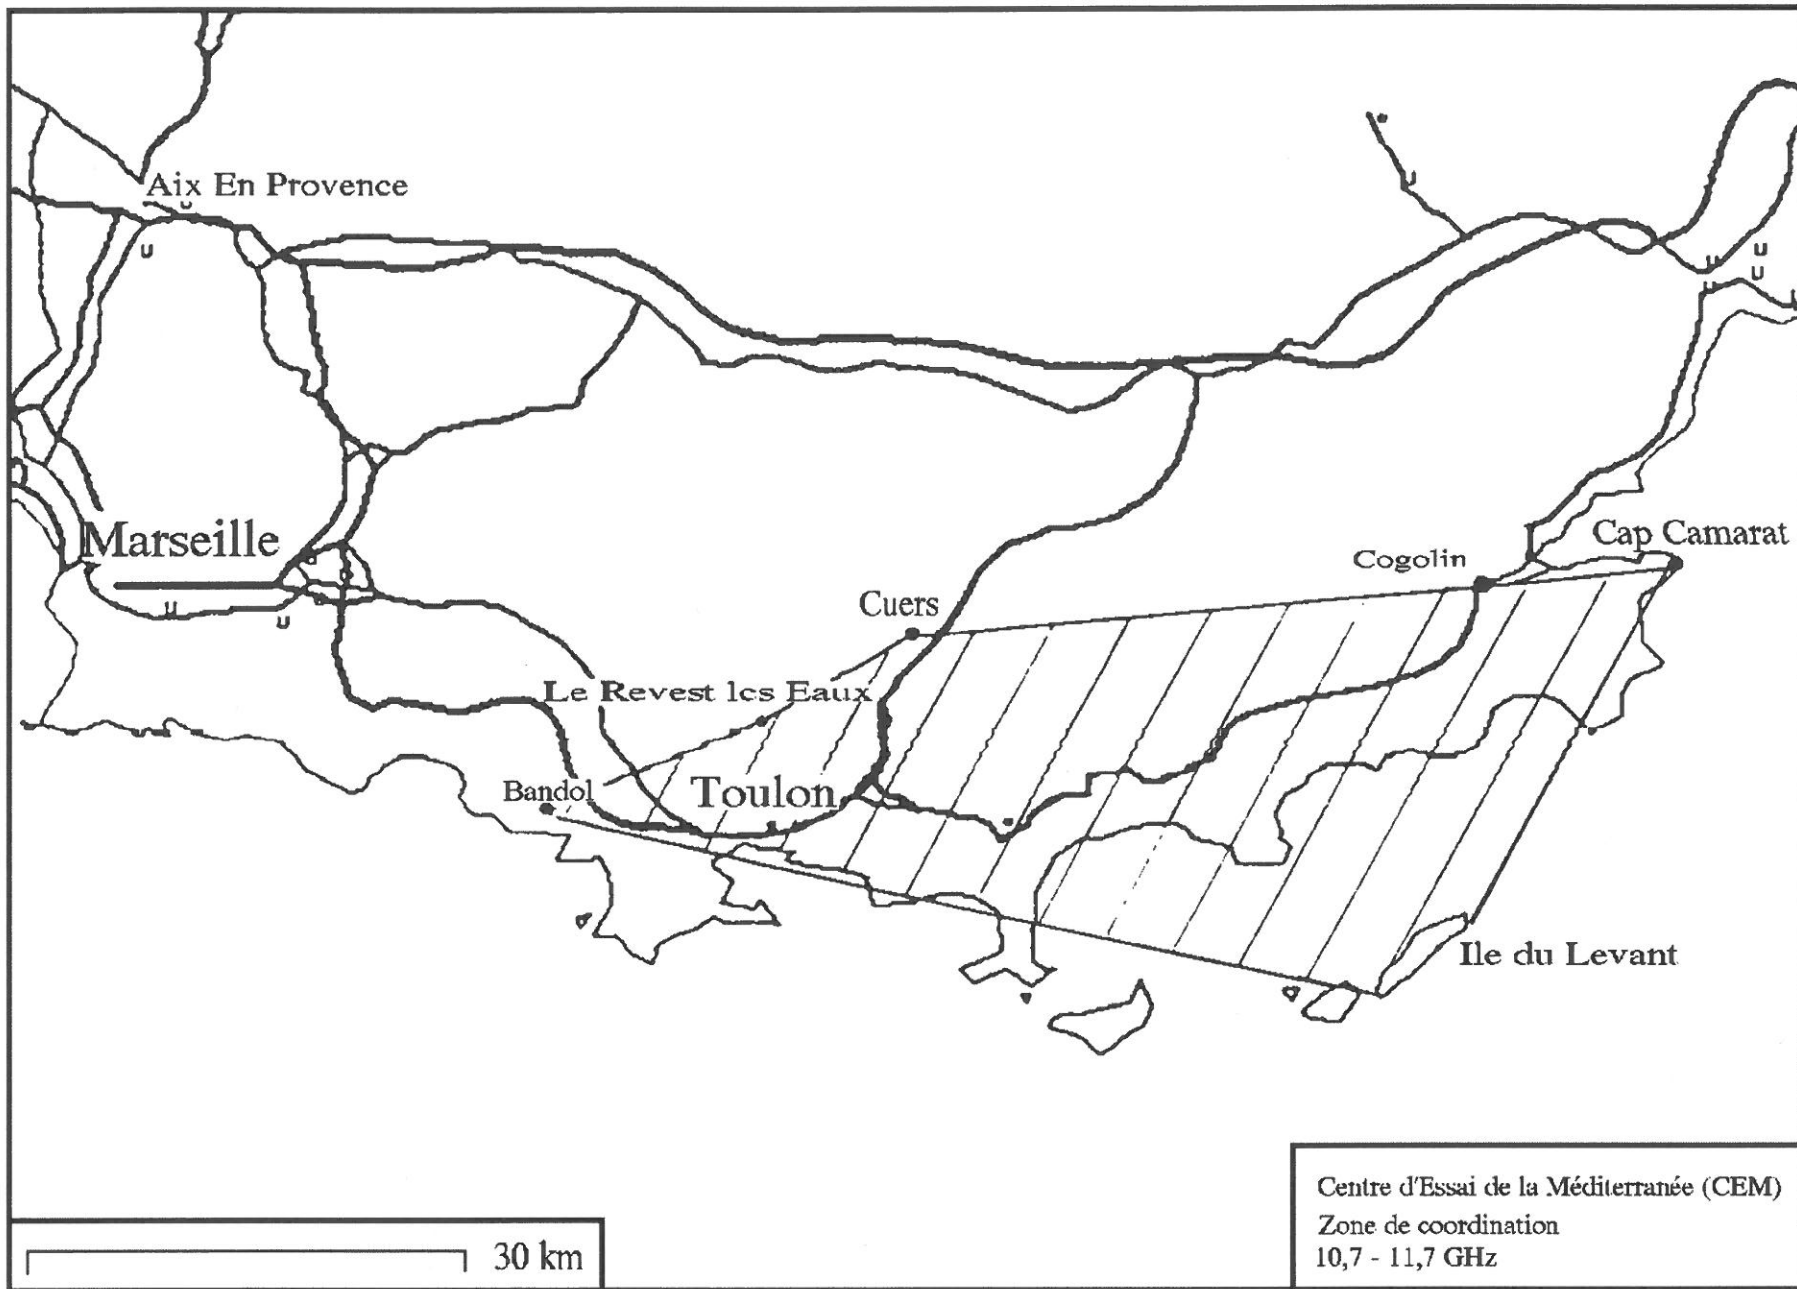 Aix En Provence
Marseille
Cap Camarat
Cogolin
Cuers
Le Revest les Eaux
Bandol
Toulon
Ile du Levant
Centre d'Essai de la Méditerranée (CEM)
Zone de coordination
10,7 - 11,7 GHz
30 km